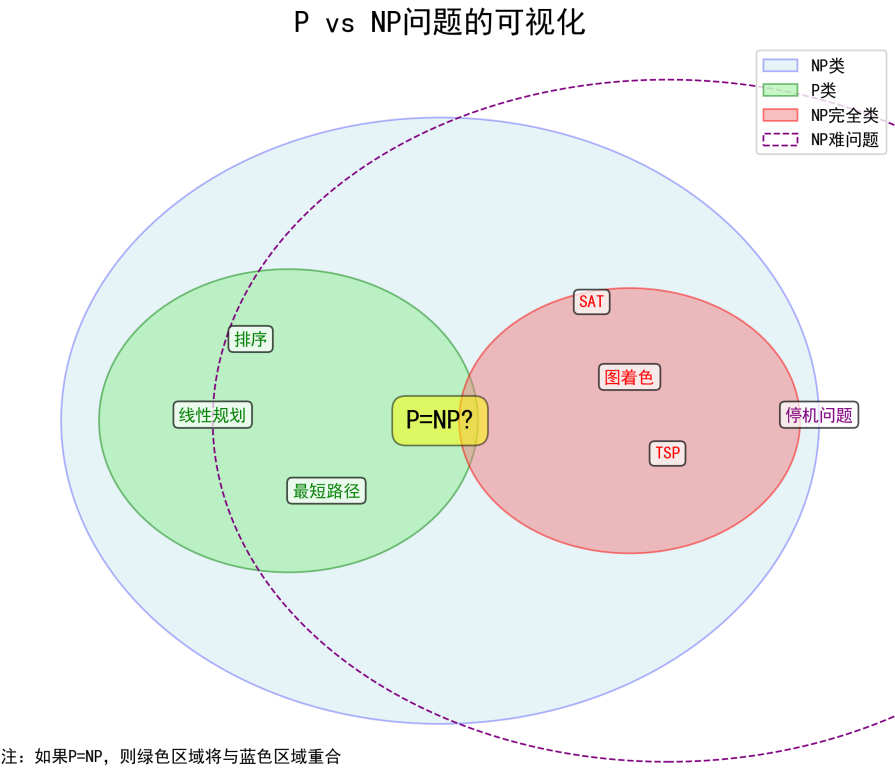 P vs NP问题的可视化
NP类
P类
NP完全类
NP难问题
SAT
排序
图着色
线性规划
P=NP?
停机问题
TSP
最短路径
注：如果P=NP，则绿色区域将与蓝色区域重合